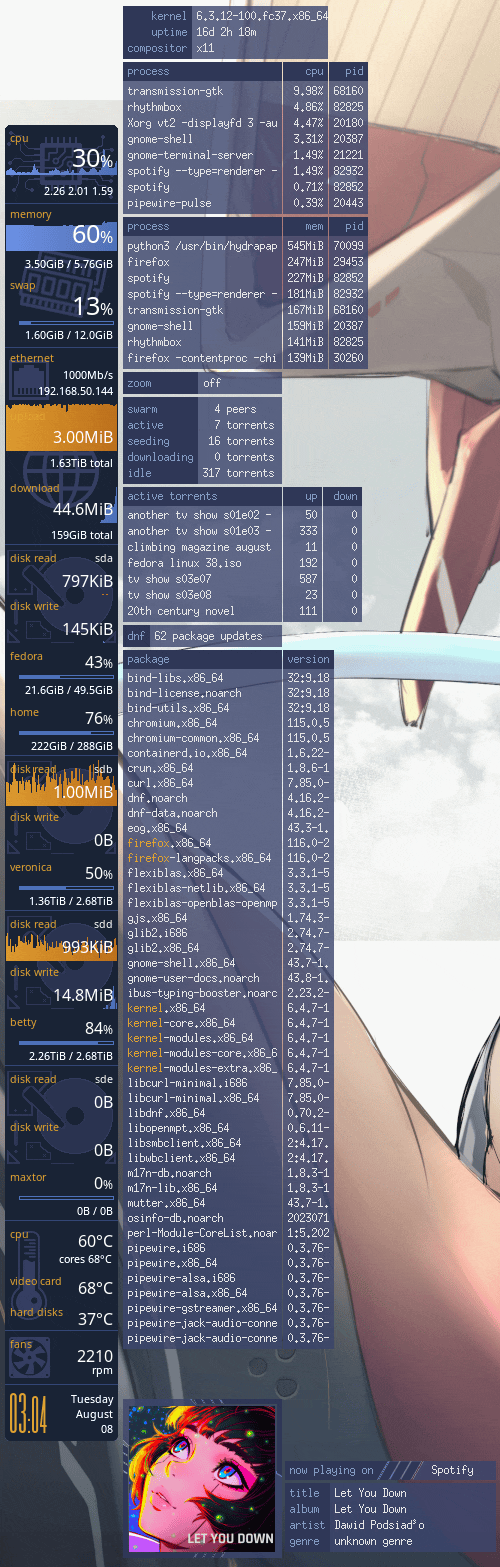 kernel 6.3.12-100.fc37.x86_64
uptime 16d 2h 18m
compositor x11
process cpu pid
transmission-gtk 9.98% 68160
rhythmbox 4.86% 82825
Xorg vt2 -displayfd 3 -au 4.47% 20180
gnome-shell 3.31% 20387
gnome-terminal-server 1.49% 21221
spotify --type=renderer - 1.49% 82932
spotify 0.71% 82852
pipewire-pulse 0.39% 20443
process mem pid
python3 /usr/bin/hydrapap 545MiB 70099
firefox 247MiB 29453
spotify 227MiB 82852
spotify --type=renderer - 181MiB 82932
transmission-gtk 167MiB 68160
gnome-shell 159MiB 20387
rhythmbox 141MiB 82825
firefox -contentproc -chi 139MiB 30260
zoom off
swarm 4 peers
active 7 torrents
seeding 16 torrents
downloading 0 torrents
idle 317 torrents
active torrents up down
another tv show s01e02 - 50 0
another tv show s01e03 - 333 0
climbing magazine august 11 0
fedora linux 38.iso 192 0
tv show s03e07 587 0
tv show s03e08 23 0
20th century novel 111 0
dnf 62 package updates
package version
bind-libs.x86_64 32:9.18
bind-license.noarch 32:9.18
bind-utils.x86_64 32:9.18
chromium.x86_64 115.0.5
chromium-common.x86_64 115.0.5
containerd.io.x86_64 1.6.22-
crun.x86_64 1.8.6-1
curl.x86_64 7.85.0-
dnf.noarch 4.16.2-
dnf-data.noarch 4.16.2-
eog.x86_64 43.3-1.
firefox.x86_64 116.0-2
firefox-langpacks.x86_64 116.0-2
flexiblas.x86_64 3.3.1-5
flexiblas-netlib.x86_64 3.3.1-5
flexiblas-openblas-openmp 3.3.1-5
gjs.x86_64 1.74.3-
glib2.i686 2.74.7-
glib2.x86_64 2.74.7-
gnome-shell.x86_64 43.7-1.
gnome-user-docs.noarch 43.8-1.
ibus-typing-booster.noarc 2.23.2-
kernel.x86_64 6.4.7-1
kernel-core.x86_64 6.4.7-1
kernel-modules.x86_64 6.4.7-1
kernel-modules-core.x86_6 6.4.7-1
kernel-modules-extra.x86_ 6.4.7-1
libcurl-minimal.i686 7.85.0-
libcurl-minimal.x86_64 7.85.0-
libdnf.x86_64 0.70.2-
libopenmpt.x86_64 0.6.11-
libsmbclient.x86_64 2:4.17.
libwbclient.x86_64 2:4.17.
m17n-db.noarch 1.8.3-1
m17n-lib.x86_64 1.8.3-1
mutter.x86_64 43.7-1.
osinfo-db.noarch 2023071
perl-Module-CoreList.noar 1:5.202
pipewire.i686 0.3.76-
pipewire.x86_64 0.3.76-
pipewire-alsa.i686 0.3.76-
pipewire-alsa.x86_64 0.3.76-
pipewire-gstreamer.x86_64 0.3.76-
pipewire-jack-audio-conne 0.3.76-
pipewire-jack-audio-conne 0.3.76-
cpu
30%
2.26 2.01 1.59
memory
60%
3.50GiB / 5.76GiB
swap
13%
1.60GiB / 12.0GiB
ethernet
1000Mb/s
192.168.50.144
3.00MiB
1.63TiB total
download
44.6MiB
159GiB total
disk read sda
797KiB
disk write
145KiB
fedora 43%
21.6GiB / 49.5GiB
home 76%
222GiB / 288GiB
disk read sdb
1.00MiB
disk write
0B
veronica 50%
1.36TiB / 2.68TiB
disk read sdd
993KiB
disk write
14.8MiB
betty 84%
2.26TiB / 2.68TiB
disk read sde
0B
disk write
0B
maxtor 0%
0B / 0B
cpu 60°C
cores 68°C
video card 68°C
hard disks 37°C
fans 2210
rpm
03:04
Tuesday
August
08
LET YOU DOWN
now playing on Spotify
title Let You Down
album Let You Down
artist Dawid Podsiad³o
genre unknown genre